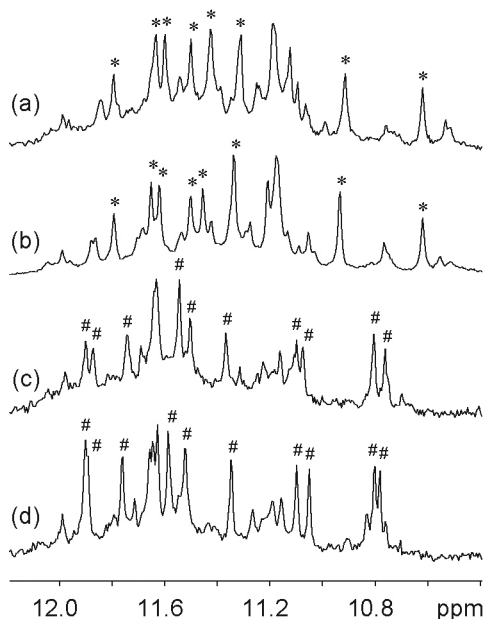 * * * * * * * *
(a)
* * * * * * * *
(b)
# # # # # # # # # #
(c)
# # # # # # # # # #
(d)
12.0 11.6 11.2 10.8 ppm